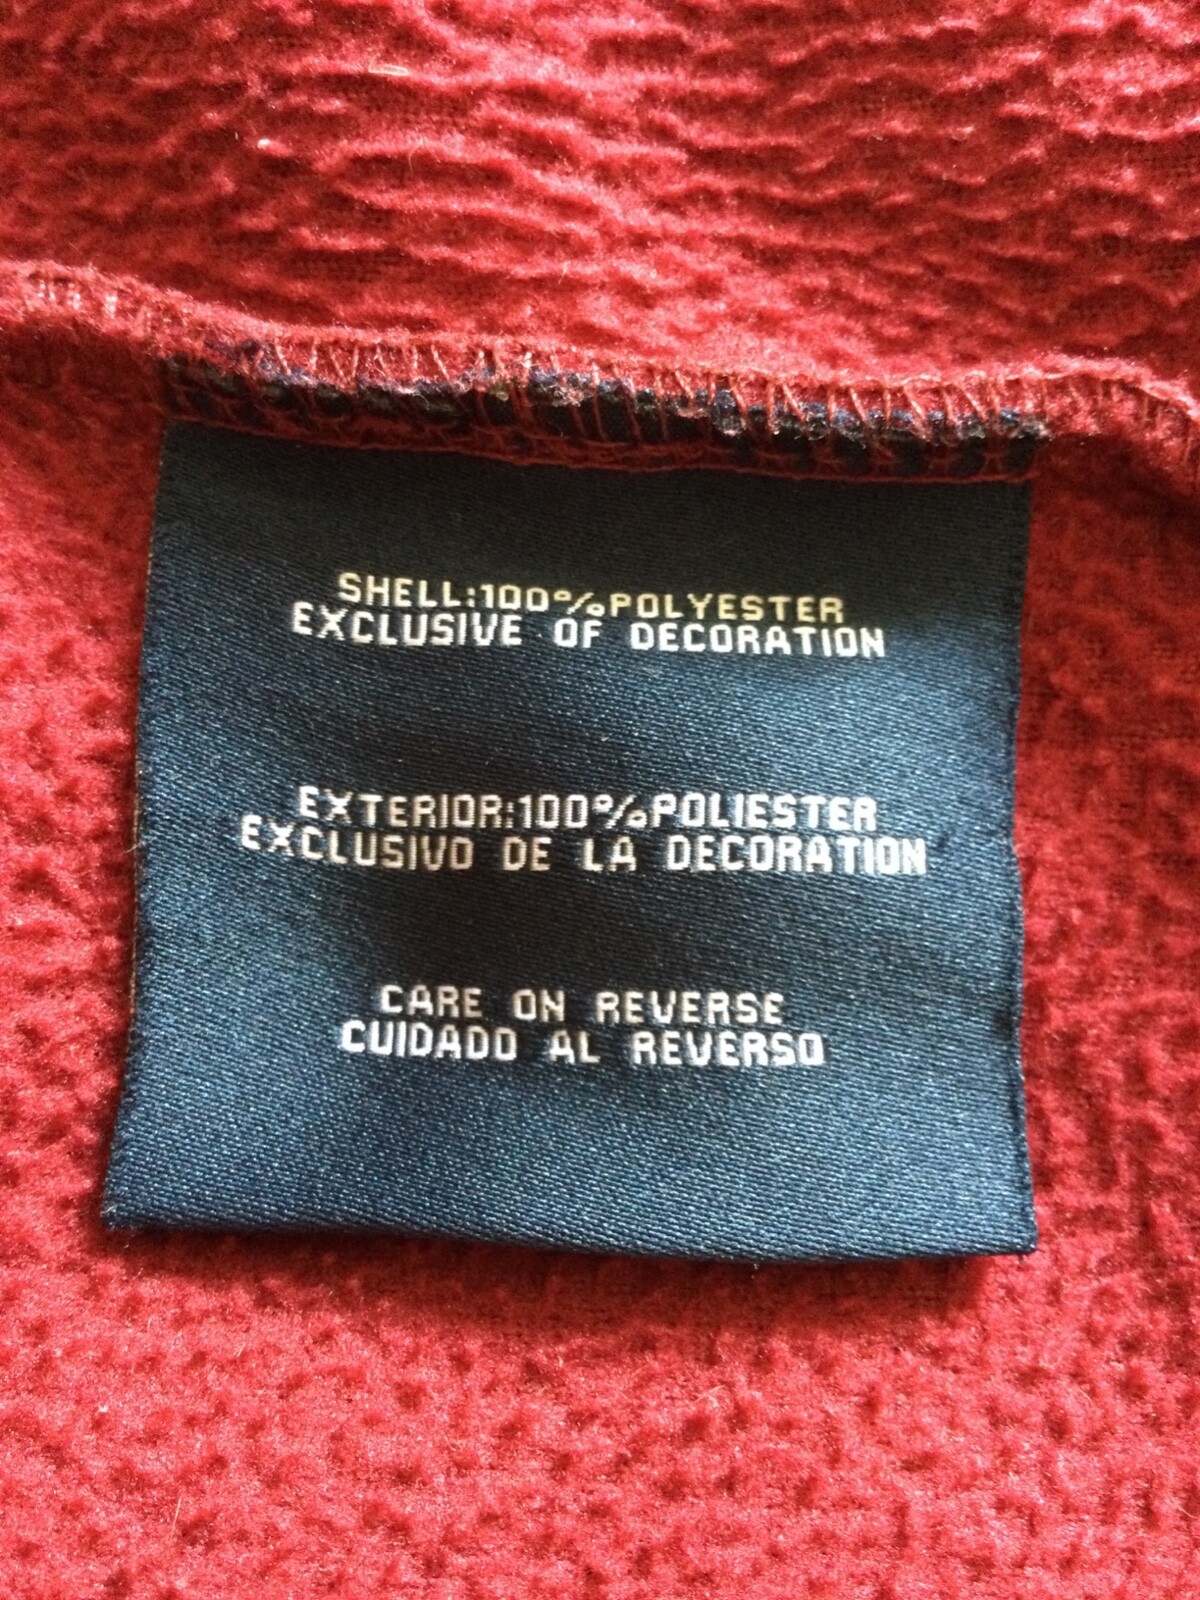 SHELL:100%POLYESTER
EXCLUSIVE OF DECORATION
EXTERIOR:100%POLIESTER
EXCLUSIVO DE LA DECORATION
CARE ON REVERSE
CUIDADO AL REVERSO